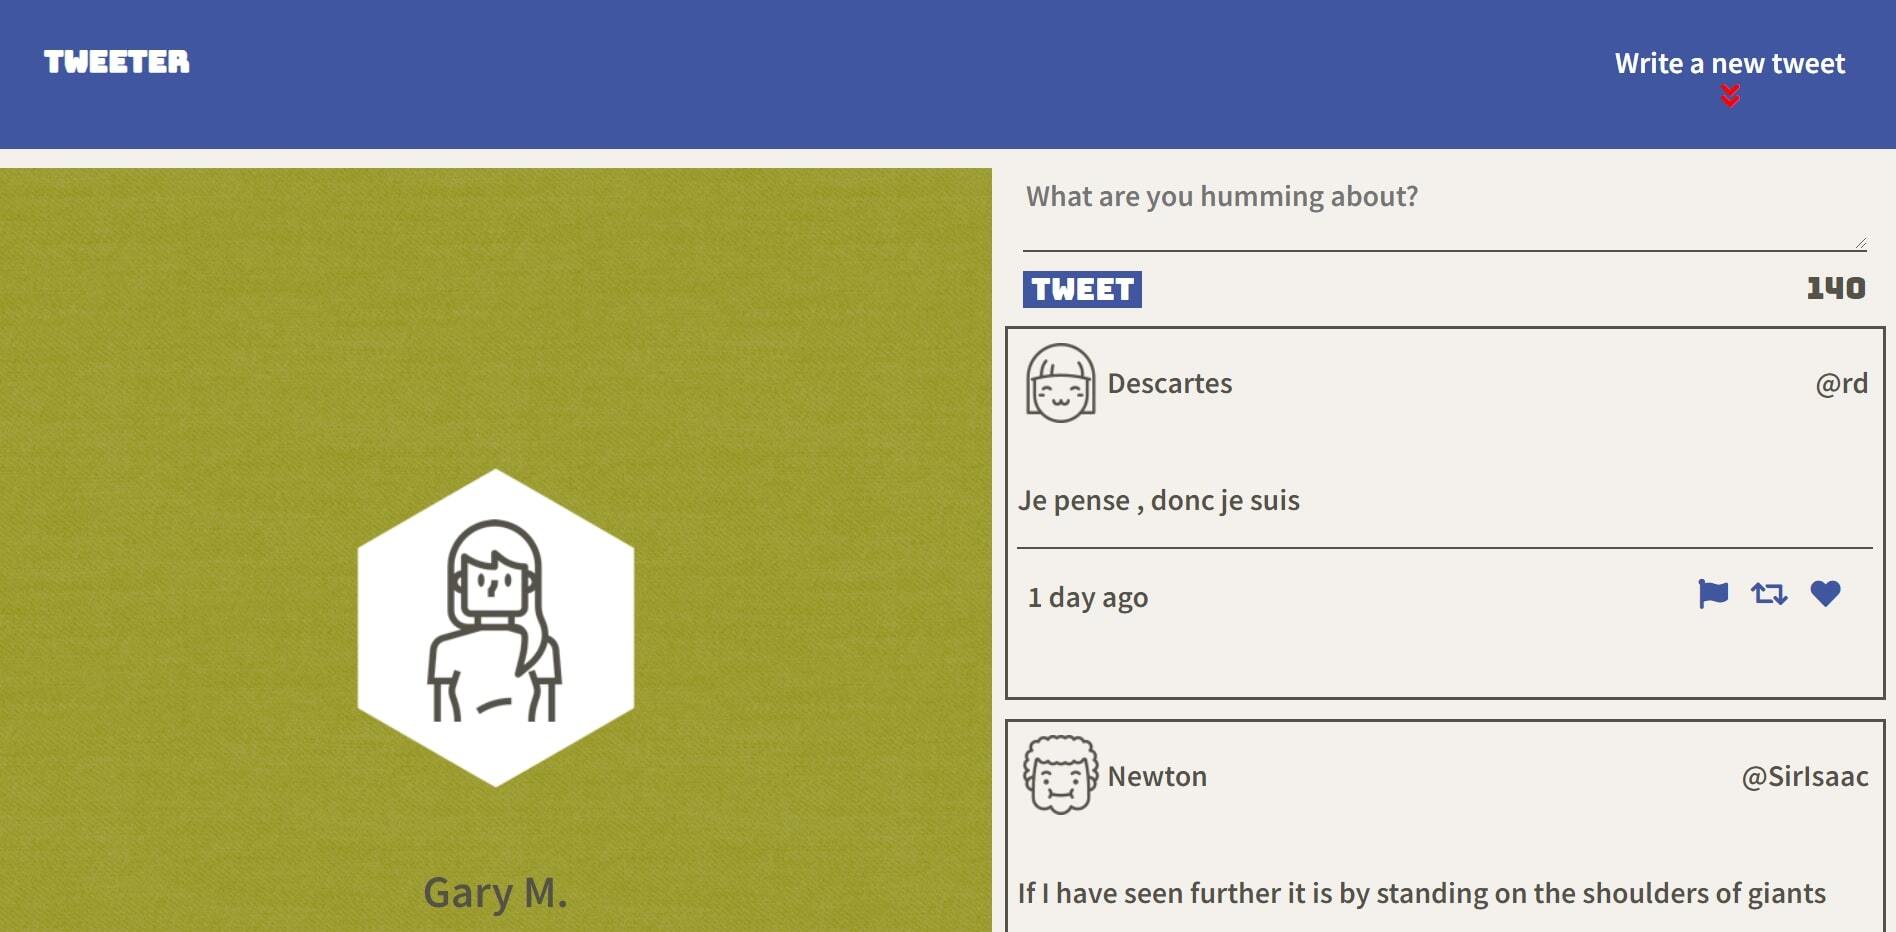 TWEETER
Write a new tweet
Gary M.
What are you humming about?
TWEET
140
Descartes
@rd
Je pense , donc je suis
1 day ago
Newton
@SirIsaac
If I have seen further it is by standing on the shoulders of giants